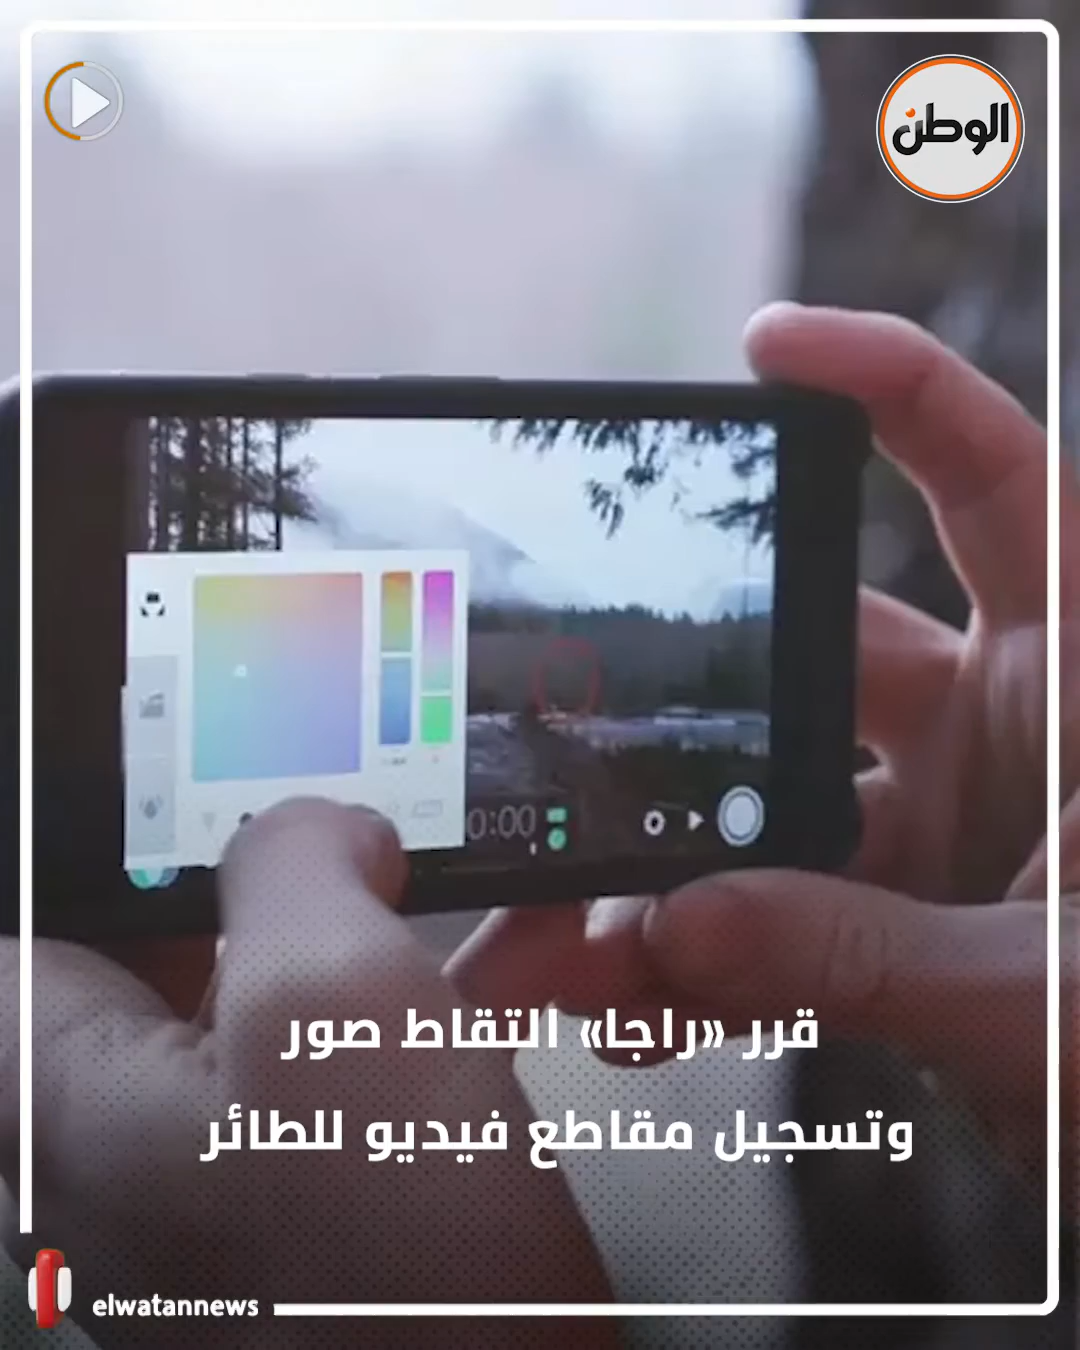 الوطن
0:00
قرر «راجا» التقاط صور
وتسجيل مقاطع فيديو للطائر
elwatannews